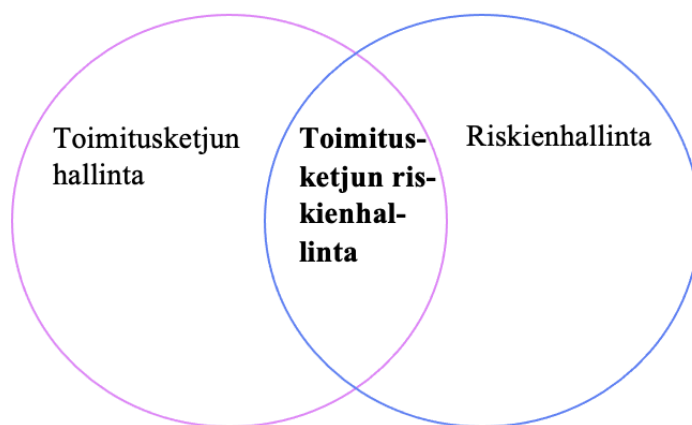 Toimitusketjun
hallinta
Toimitus-
ketjun ris-
kienhal-
linta
Riskienhallinta